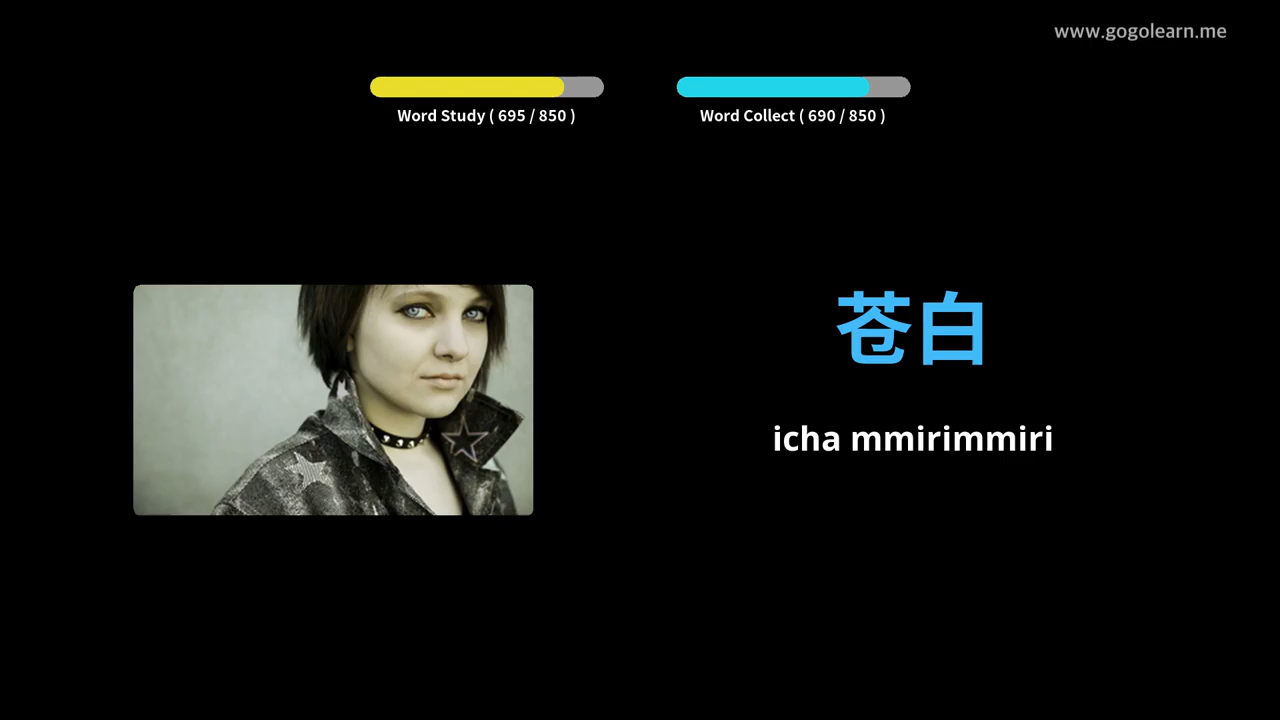 www.gogolearn.me
Word Study ( 695 / 850 )
Word Collect ( 690 / 850 )
苍白
icha mmirimmiri